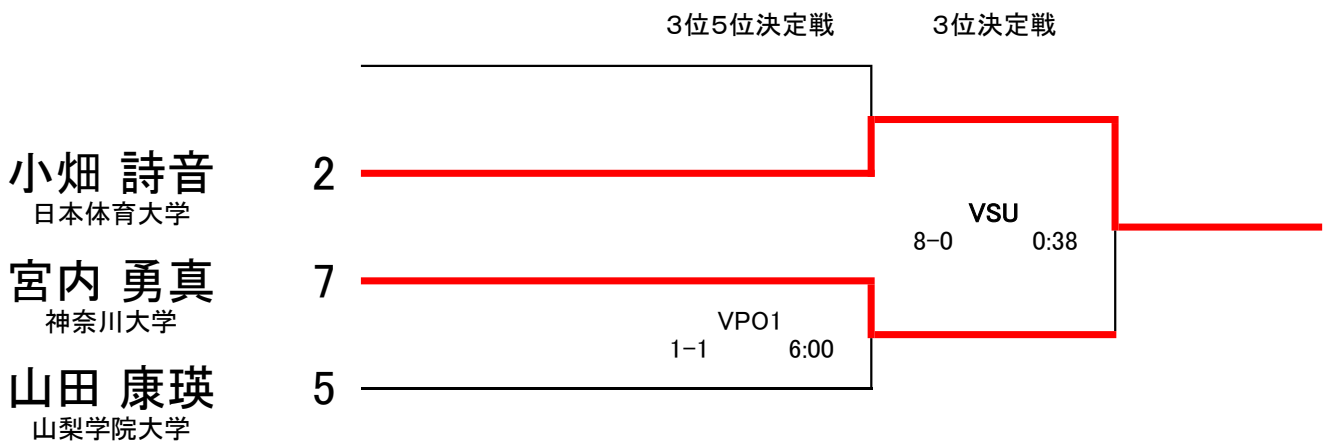 3位5位決定戦 3位決定戦
小畑 詩音 2
日本体育大学
VSU
8-0 0:38
宮内 勇真 7
神奈川大学
VPO1
1-1 6:00
山田 康瑛 5
山梨学院大学